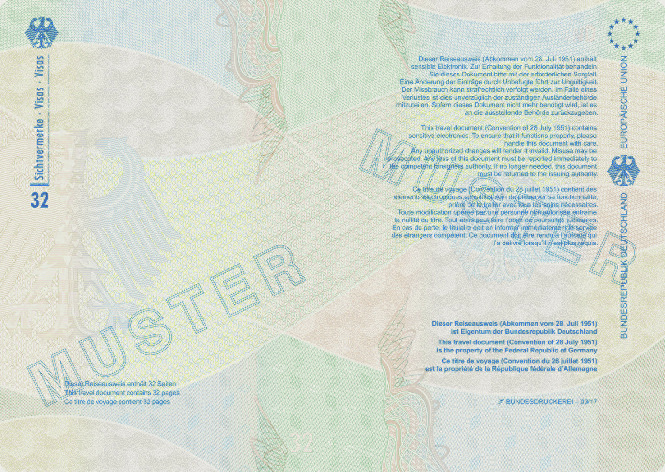 Sichtvermerke · Visas · Visas
32
MUSTER
Dieser Reiseausweis enthält 32 Seiten
This travel document contains 32 pages
Ce titre de voyage contient 32 pages
Dieser Reiseausweis (Abkommen vom 28. Juli 1951) enthält
sensible Elektronik. Zur Erhaltung der Funktionalität behandeln
Sie dieses Dokument bitte mit der erforderlichen Sorgfalt.
Eine Änderung der Einträge durch Unbefugte führt zur Ungültigkeit.
Der Missbrauch kann strafrechtlich verfolgt werden. Im Falle eines
Verlustes ist dies unverzüglich der zuständigen Ausländerbehörde
mitzuteilen. Sofern dieses Dokument nicht mehr benötigt wird, ist es
an die ausstellende Behörde zurückzugeben.
This travel document (Convention of 28 July 1951) contains
sensitive electronics. To ensure that it functions properly, please
handle this document with care.
Any unauthorized changes will render it invalid. Misuse may be
prosecuted. Any loss of this document must be reported immediately to
the competent foreigners authority. If no longer needed, this document
must be returned to the issuing authority.
Ce titre de voyage (Convention du 28 juillet 1951) contient des
prière de le traiter avec tous les soins nécessaires.
Toute modification opérée par une personne non autorisée entraîne
la nullité du titre. Tout abus peut faire l'objet de poursuites judiciaires.
En cas de perte, le titulaire doit en informer immédiatement le service
des étrangers compétent. Ce document doit être rendu à l'autorité qui
l'a délivré lorsqu'il n'est plus requis.
MUSTER
Dieser Reiseausweis (Abkommen vom 28. Juli 1951)
ist Eigentum der Bundesrepublik Deutschland
This travel document (Convention of 28 July 1951)
is the property of the Federal Republic of Germany
Ce titre de voyage (Convention du 28 juillet 1951)
est la propriété de la République fédérale d'Allemagne
BUNDESDRUCKEREI - 03/17
EUROPÄISCHE UNION
BUNDESREPUBLIK DEUTSCHLAND